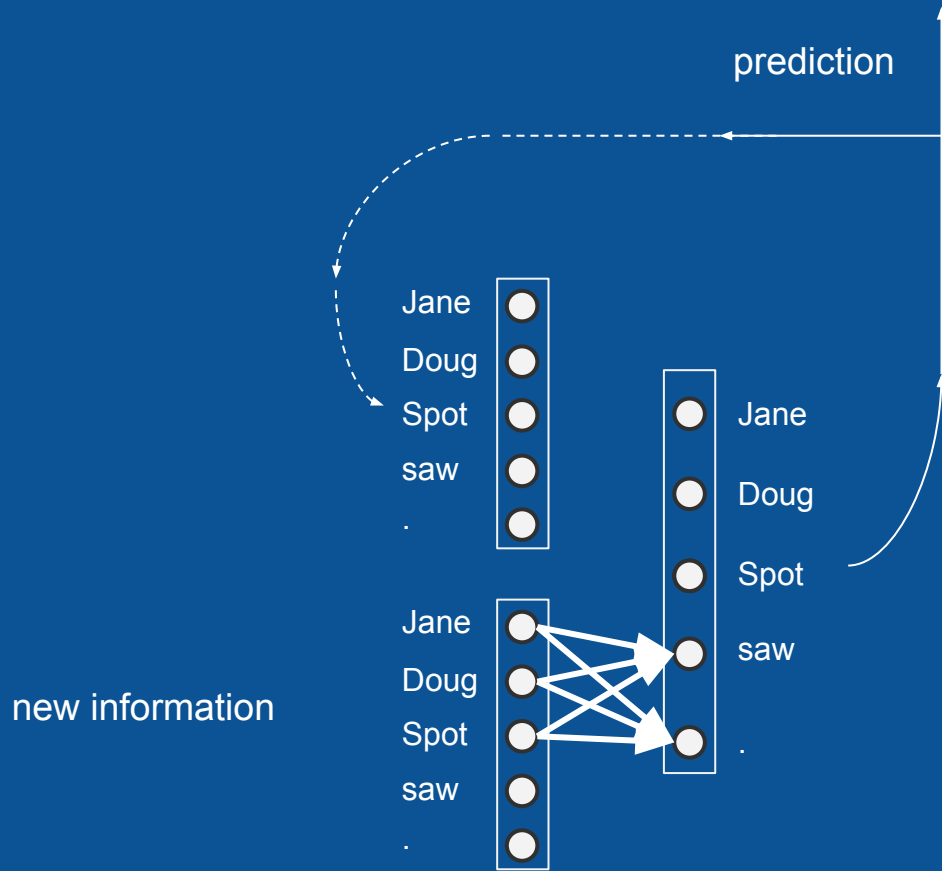 prediction
Jane
Doug
Spot
saw
.
Jane
Doug
Spot
saw
.
new information
Jane
Doug
Spot
saw
.